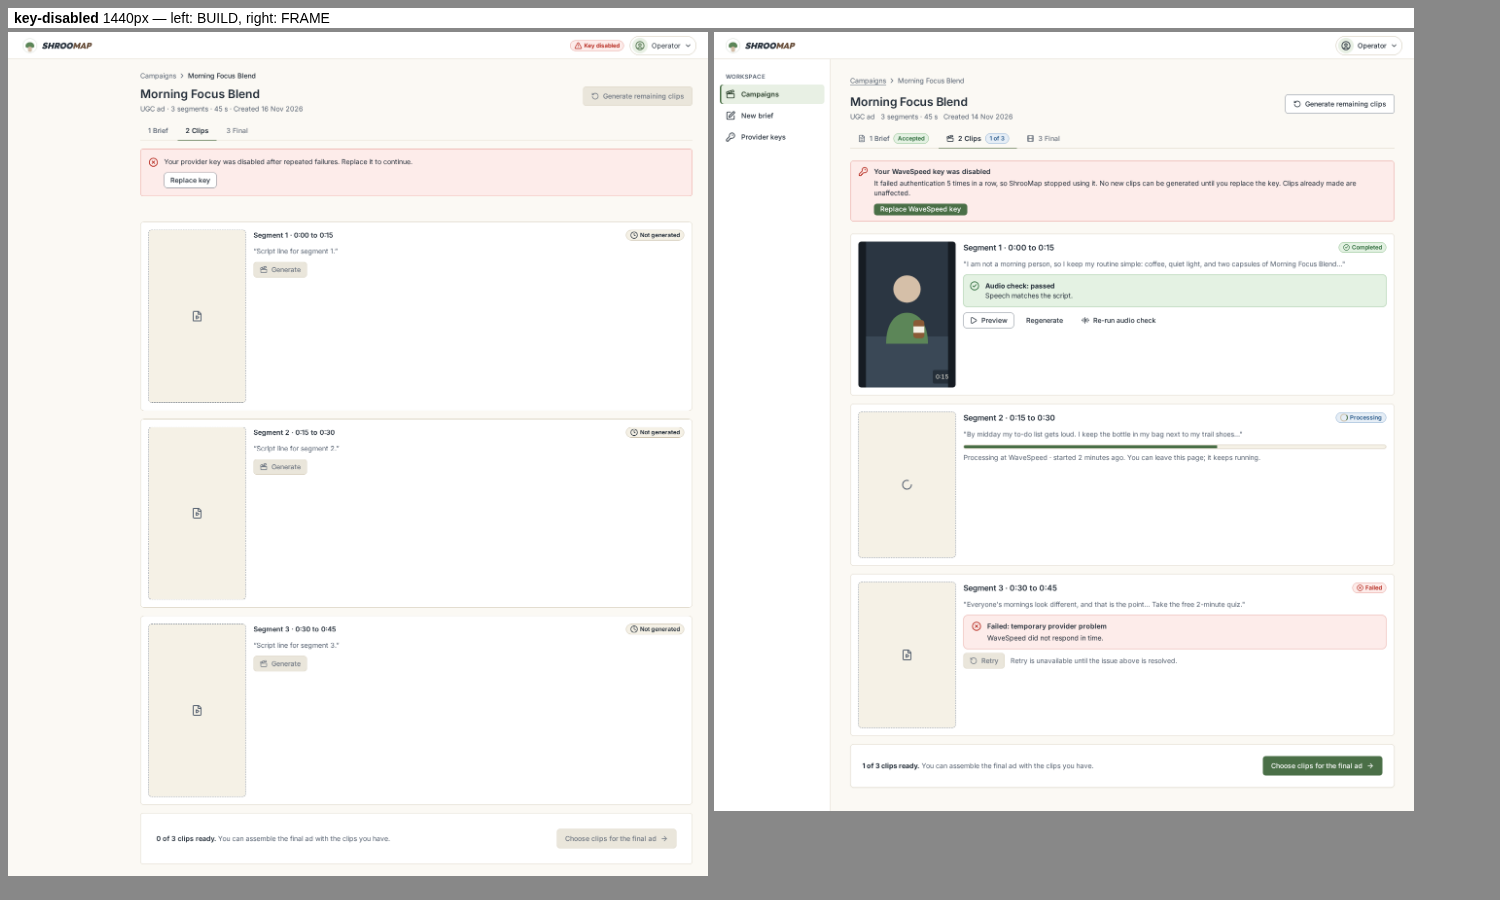 key-disabled 1440px — left: BUILD, right: FRAME
SHROOMAP
Key disabled
Operator
Campaigns > Morning Focus Blend
Morning Focus Blend
UGC ad · 3 segments · 45 s · Created 16 Nov 2026
Generate remaining clips
1 Brief
2 Clips
3 Final
Your provider key was disabled after repeated failures. Replace it to continue.
Replace key
Segment 1 · 0:00 to 0:15
Not generated
"Script line for segment 1."
Generate
Segment 2 · 0:15 to 0:30
Not generated
"Script line for segment 2."
Generate
Segment 3 · 0:30 to 0:45
Not generated
"Script line for segment 3."
Generate
0 of 3 clips ready. You can assemble the final ad with the clips you have.
Choose clips for the final ad →
SHROOMAP
Operator
WORKSPACE
Campaigns
New brief
Provider keys
Campaigns > Morning Focus Blend
Morning Focus Blend
UGC ad 3 segments · 45 s Created 14 Nov 2026
Generate remaining clips
1 Brief Accepted
2 Clips 1 of 3
3 Final
Your WaveSpeed key was disabled
It failed authentication 5 times in a row, so ShrooMap stopped using it. No new clips can be generated until you replace the key. Clips already made are
unaffected.
Replace WaveSpeed key
Segment 1 · 0:00 to 0:15
Completed
"I am not a morning person, so I keep my routine simple: coffee, quiet light, and two capsules of Morning Focus Blend..."
Audio check: passed
Speech matches the script.
Preview
Regenerate
Re-run audio check
0:15
Segment 2 · 0:15 to 0:30
Processing
"By midday my to-do list gets loud. I keep the bottle in my bag next to my trail shoes..."
Processing at WaveSpeed · started 2 minutes ago. You can leave this page; it keeps running.
Segment 3 · 0:30 to 0:45
Failed
"Everyone's mornings look different, and that is the point... Take the free 2-minute quiz."
Failed: temporary provider problem
WaveSpeed did not respond in time.
Retry
Retry is unavailable until the issue above is resolved.
1 of 3 clips ready. You can assemble the final ad with the clips you have.
Choose clips for the final ad →